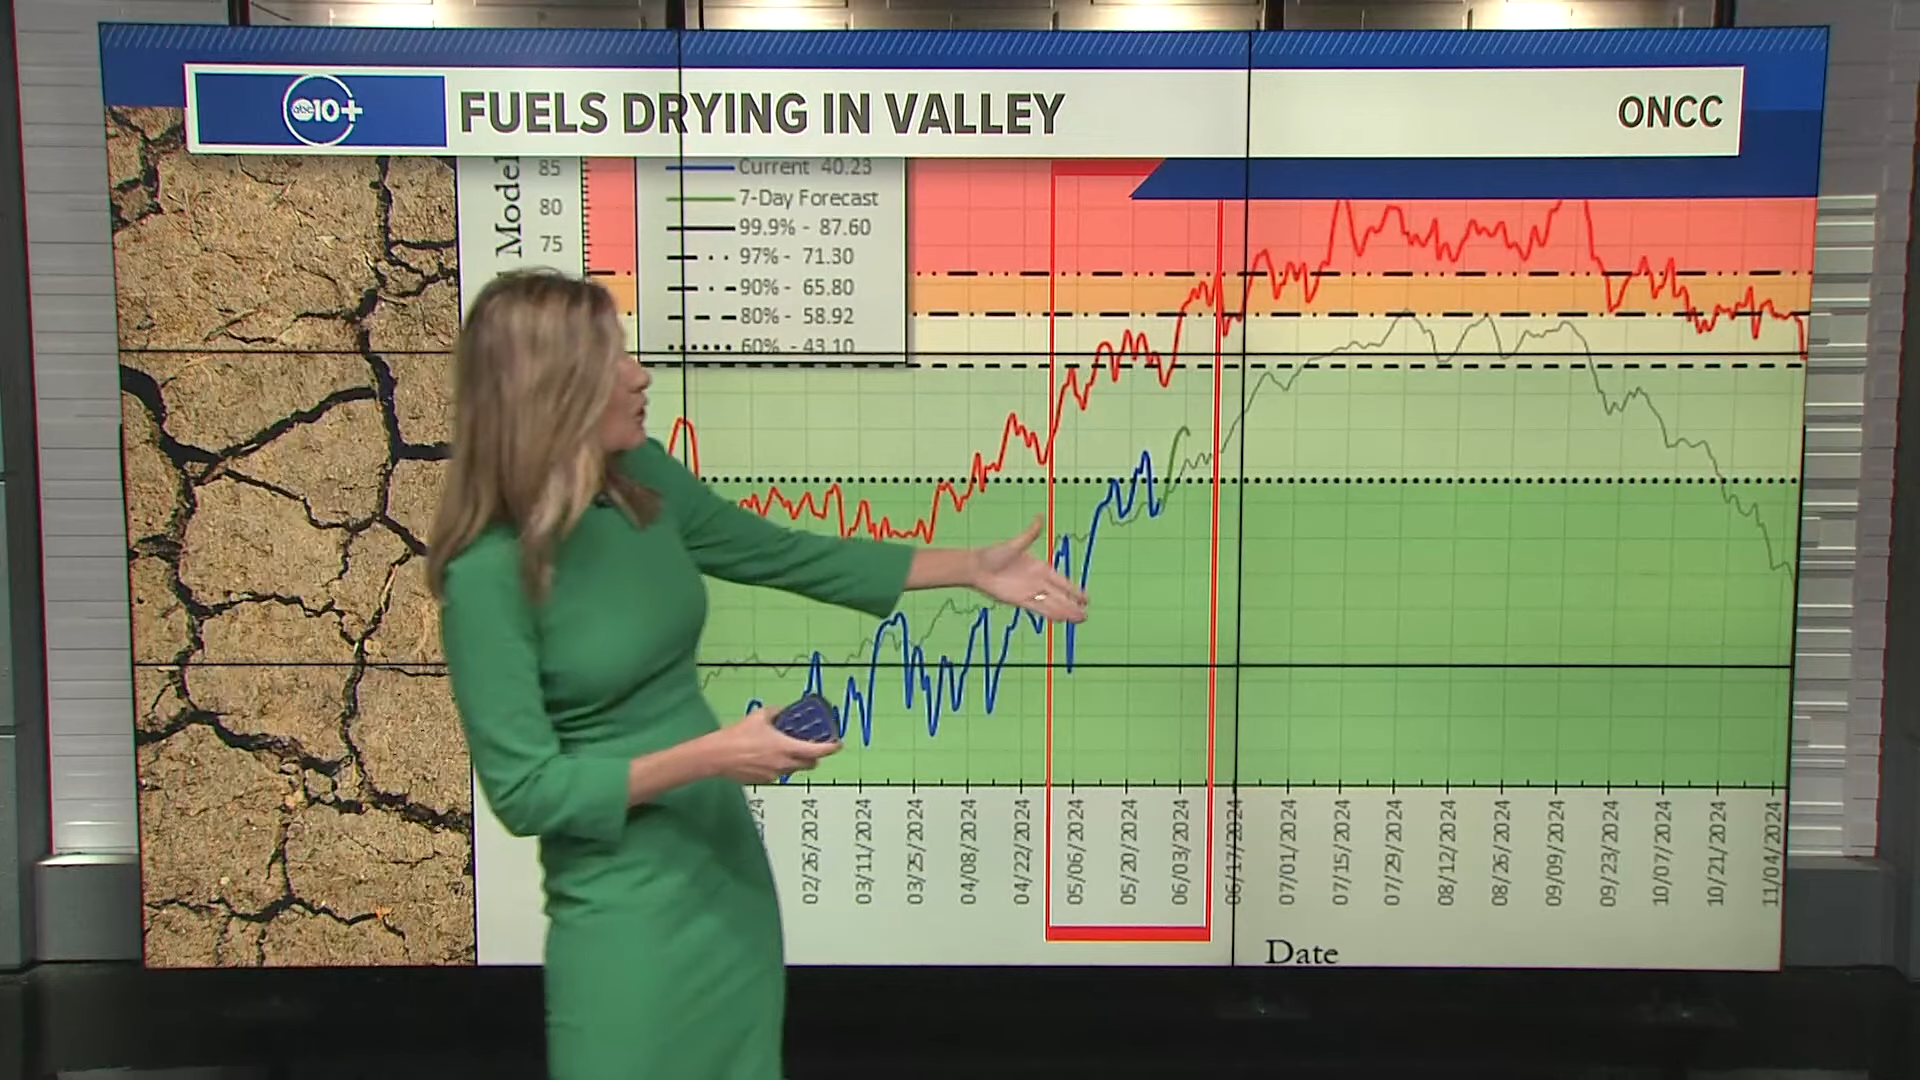 abc10+
FUELS DRYING IN VALLEY
ONCC
Model
85
80
75
Current 40.23
7-Day Forecast
99.9% - 87.60
97% - 71.30
90% - 65.80
80% - 58.92
60% - 43.10
02/26/2024
03/11/2024
03/25/2024
04/08/2024
04/22/2024
05/06/2024
05/20/2024
06/03/2024
06/17/2024
07/01/2024
07/15/2024
07/29/2024
08/12/2024
08/26/2024
09/09/2024
09/23/2024
10/07/2024
10/21/2024
11/04/2024
Date